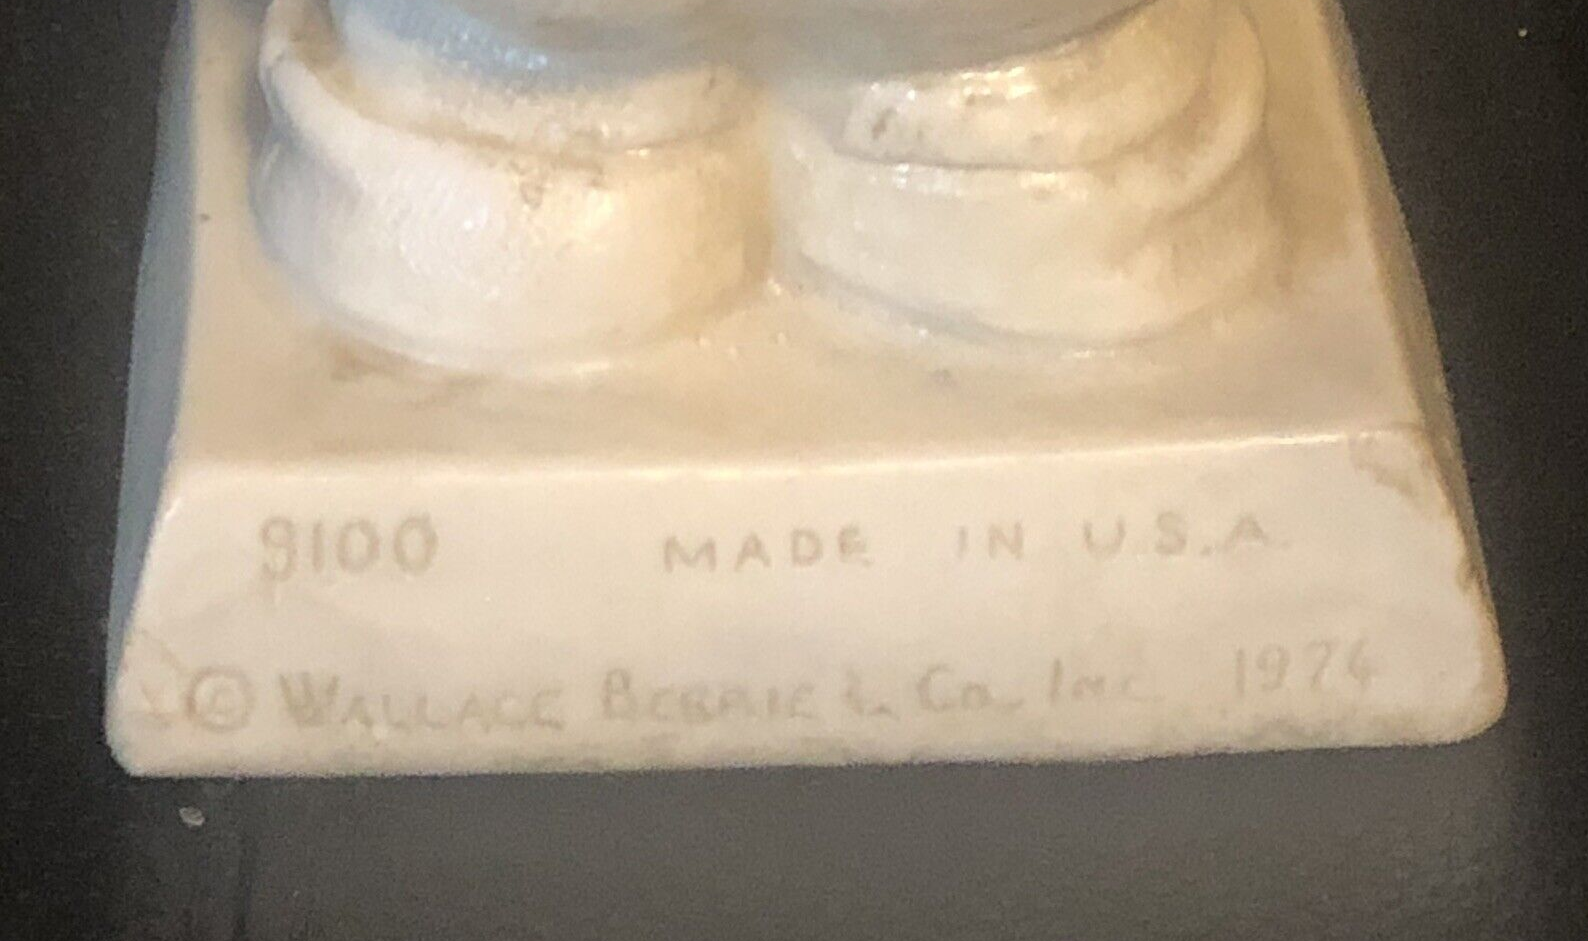 9100 MADE IN U.S.A.
© WALLACE BERRIE & Co., INC 1974